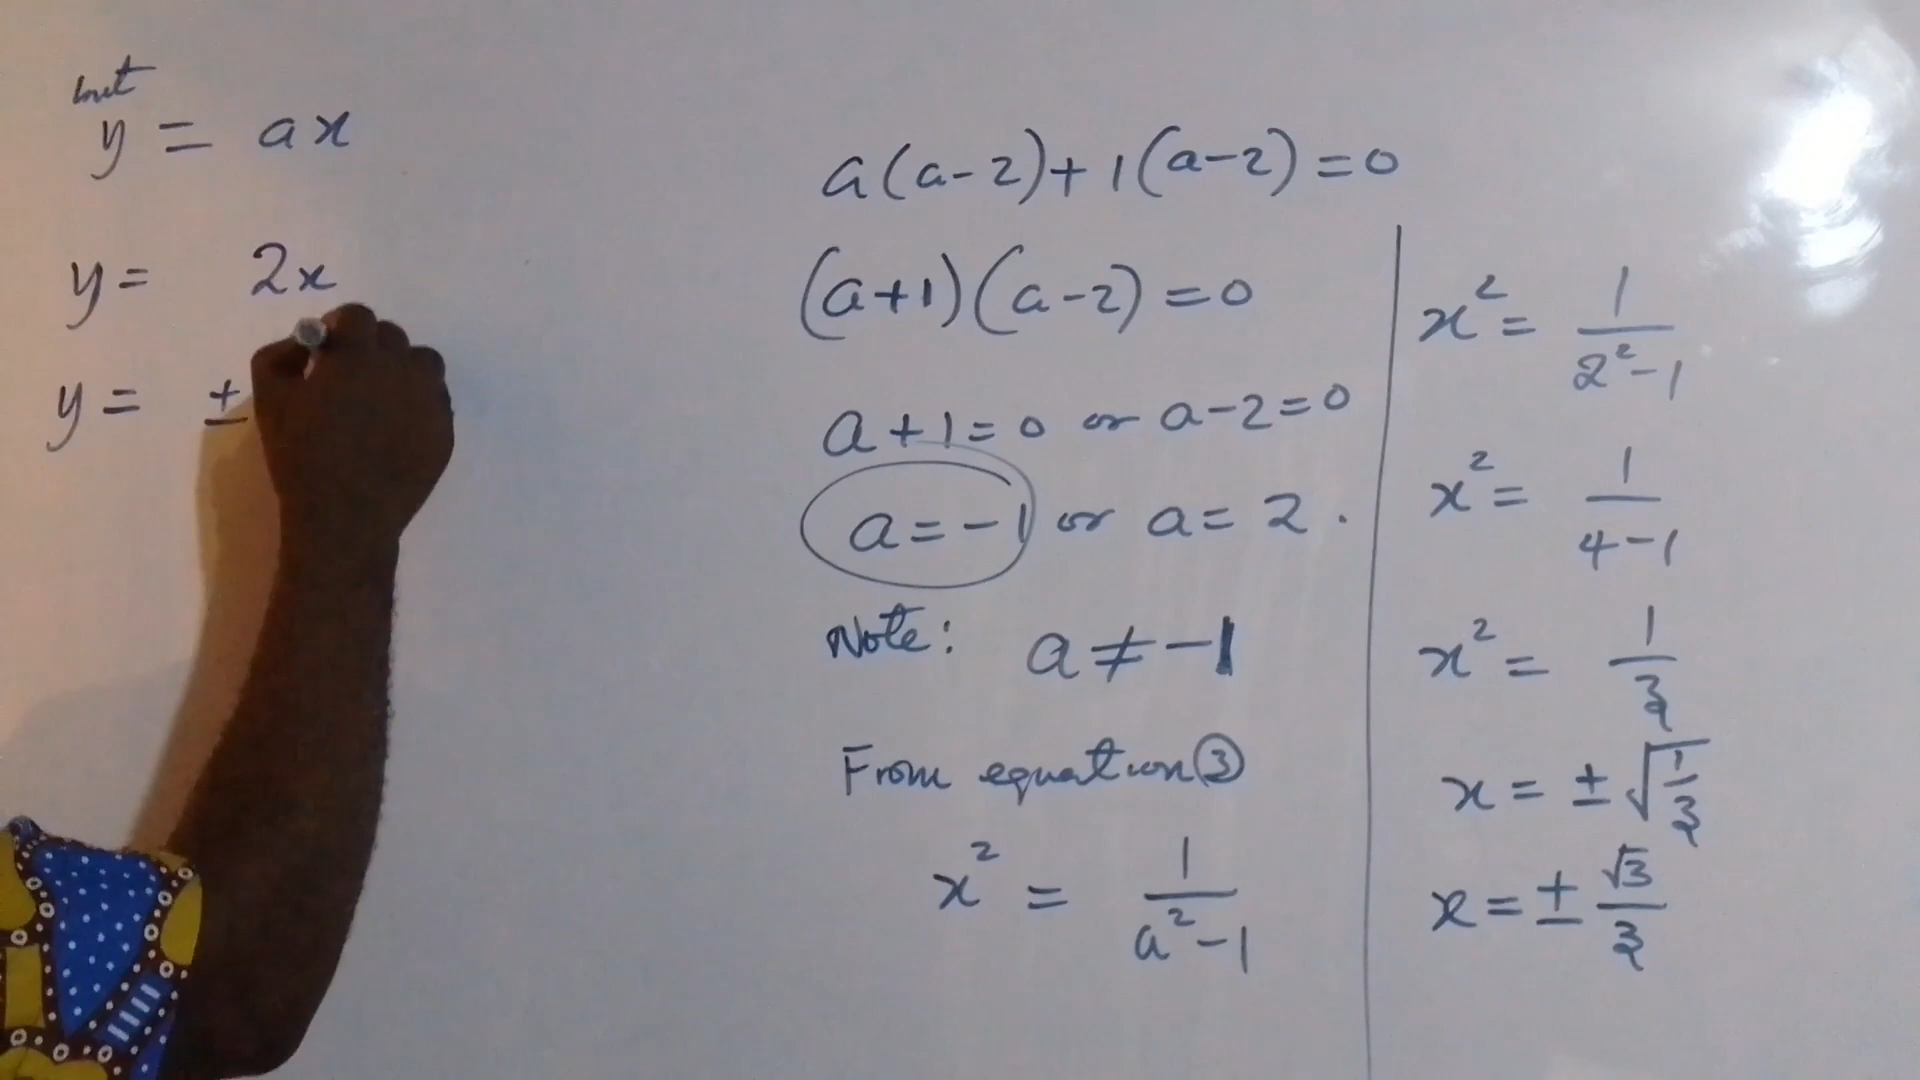 but
y = ax
y = 2x
y = ±
a(a-2)+1(a-2)=0
(a+1)(a-2)=0
a+1=0 or a-2=0
a=-1 or a=2.
Note: a≠-1
From equation ③
x² = 1/(a²-1)
x² = 1/(2²-1)
x² = 1/(4-1)
x² = 1/3
x = ±√(1/3)
x = ± √3/3